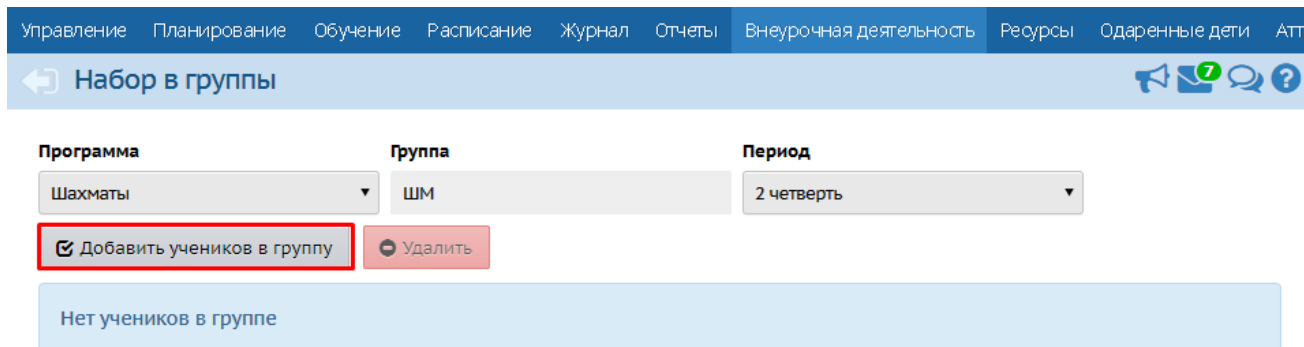 Управление Планирование Обучение Расписание Журнал Отчеты Внеурочная деятельность Ресурсы Одаренные дети Атт
Набор в группы 7 ?
Программа Группа Период
Шахматы ШМ 2 четверть
Добавить учеников в группу Удалить
Нет учеников в группе